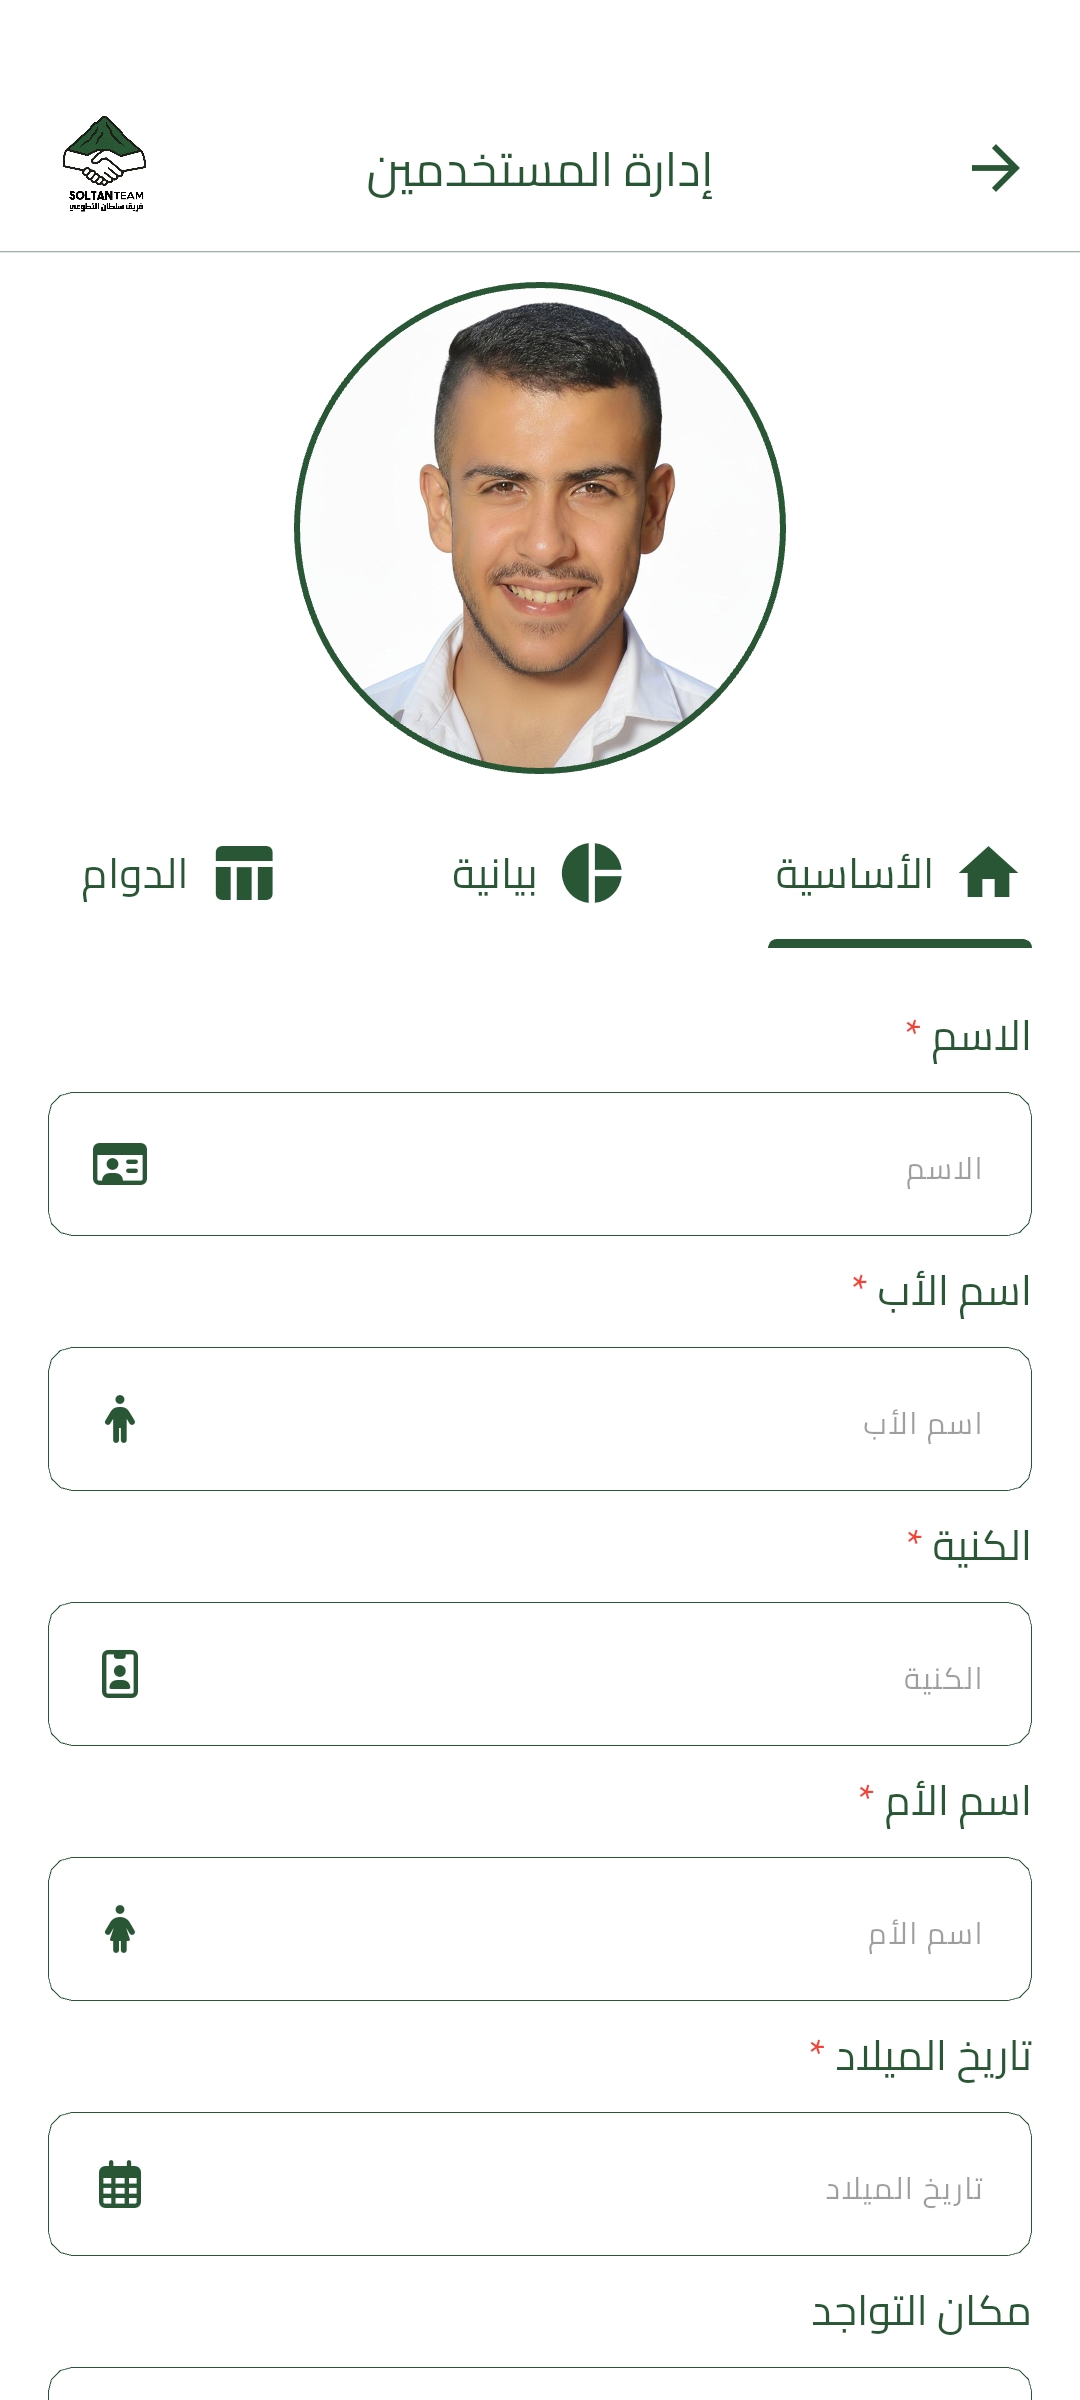 إدارة المستخدمين
SOLTANTEAM
فريق سلطان التطوعي
الأساسية
بيانية
الدوام
الاسم *
الاسم
اسم الأب *
اسم الأب
الكنية *
الكنية
اسم الأم *
اسم الأم
تاريخ الميلاد *
تاريخ الميلاد
مكان التواجد